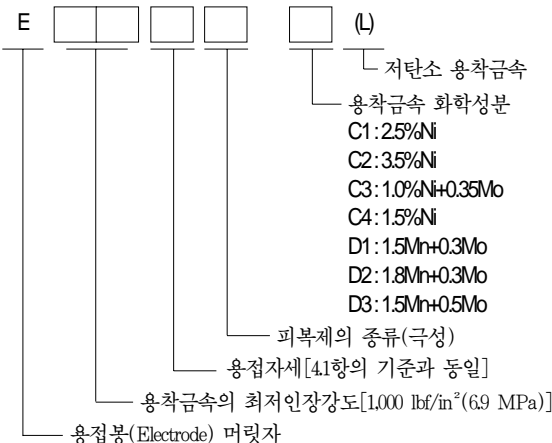 E (L)
저탄소 용착금속
용착금속 화학성분
C1 : 2.5%Ni
C2 : 3.5%Ni
C3 : 1.0%Ni+0.35Mo
C4 : 1.5%Ni
D1 : 1.5Mn+0.3Mo
D2 : 1.8Mn+0.3Mo
D3 : 1.5Mn+0.5Mo
피복제의 종류(극성)
용접자세[4.1항의 기준과 동일]
용착금속의 최저인장강도[1,000 lbf/in²(6.9 MPa)]
용접봉(Electrode) 머릿자